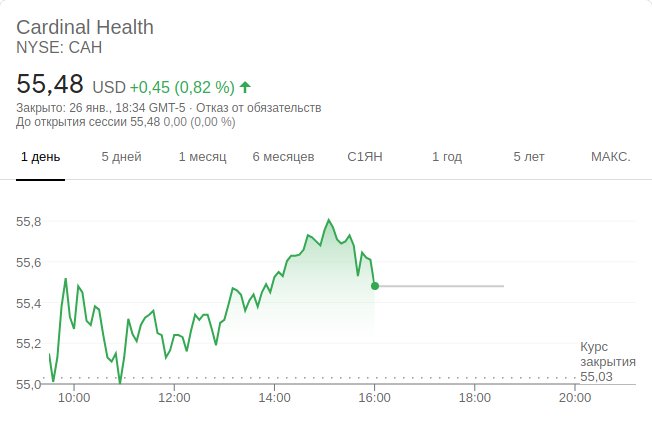 Cardinal Health
NYSE: CAH
55,48 USD +0,45 (0,82 %)
Закрыто: 26 янв., 18:34 GMT-5 · Отказ от обязательств
До открытия сессии 55,48 0,00 (0,00 %)
1 день 5 дней 1 месяц 6 месяцев С1ЯН 1 год 5 лет МАКС.
55,8
55,6
55,4
55,2
Курс
закрытия
55,03
55,0
10:00 12:00 14:00 16:00 18:00 20:00